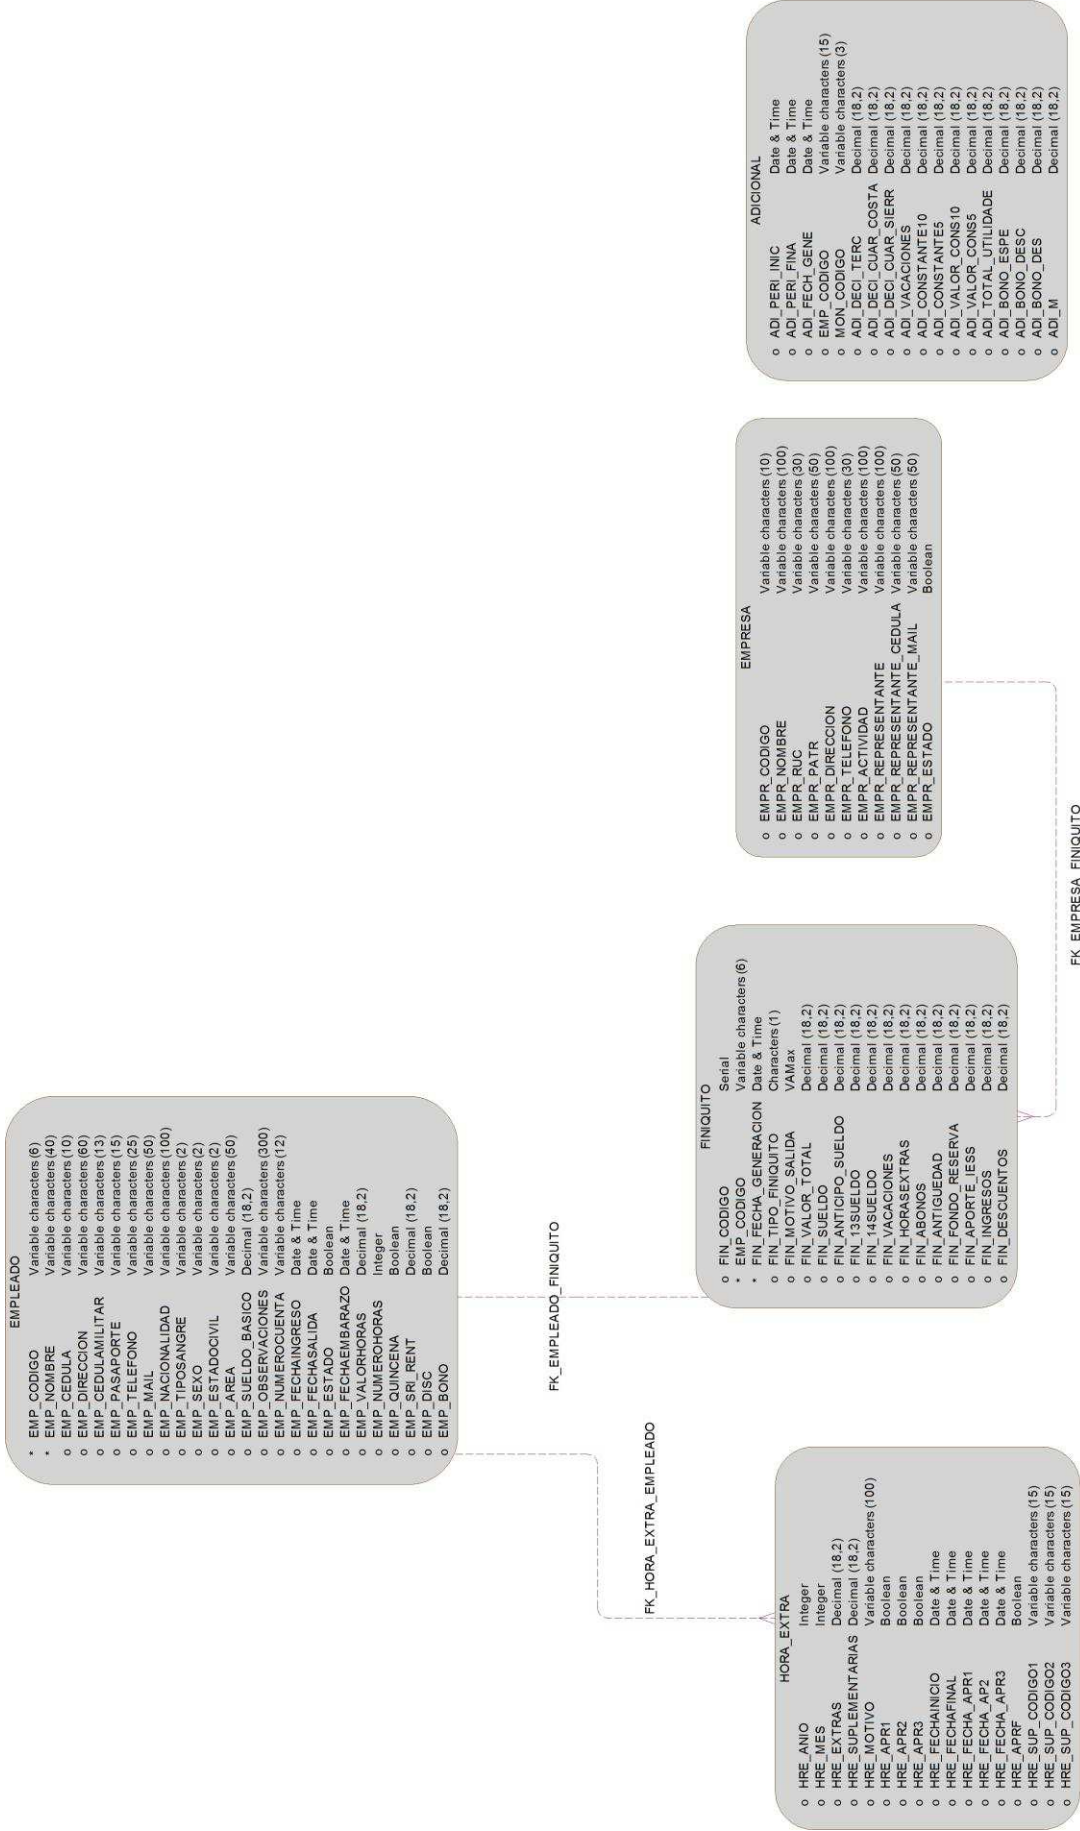 EMPLEADO
* EMP_CODIGO Variable characters (6)
* EMP_NOMBRE Variable characters (40)
o EMP_CEDULA Variable characters (10)
o EMP_DIRECCION Variable characters (60)
o EMP_CEDULAMILITAR Variable characters (13)
o EMP_PASAPORTE Variable characters (15)
o EMP_TELEFONO Variable characters (25)
o EMP_MAIL Variable characters (50)
o EMP_NACIONALIDAD Variable characters (100)
o EMP_TIPOSANGRE Variable characters (2)
o EMP_SEXO Variable characters (2)
o EMP_ESTADOCIVIL Variable characters (2)
o EMP_AREA Variable characters (50)
o EMP_SUELDO_BASICO Decimal (18,2)
o EMP_OBSERVACIONES Variable characters (300)
o EMP_NUMEROCUENTA Variable characters (12)
o EMP_FECHAINGRESO Date & Time
o EMP_FECHASALIDA Date & Time
o EMP_ESTADO Boolean
o EMP_FECHAEMBARAZO Date & Time
o EMP_VALORHORAS Decimal (18,2)
o EMP_NUMEROHORAS Integer
o EMP_QUINCENA Boolean
o EMP_SRI_RENT Decimal (18,2)
o EMP_DISC Boolean
o EMP_BONO Decimal (18,2)
FK_EMPLEADO_FINIQUITO
FK_HORA_EXTRA_EMPLEADO
HORA_EXTRA
o HRE_ANIO Integer
o HRE_MES Integer
o HRE_EXTRAS Decimal (18,2)
o HRE_SUPLEMENTARIAS Decimal (18,2)
o HRE_MOTIVO Variable characters (100)
o HRE_APR1 Boolean
o HRE_APR2 Boolean
o HRE_APR3 Boolean
o HRE_FECHAINICIO Date & Time
o HRE_FECHAFINAL Date & Time
o HRE_FECHA_APR1 Date & Time
o HRE_FECHA_AP2 Date & Time
o HRE_FECHA_APR3 Date & Time
o HRE_APRF Boolean
o HRE_SUP_CODIGO1 Variable characters (15)
o HRE_SUP_CODIGO2 Variable characters (15)
o HRE_SUP_CODIGO3 Variable characters (15)
FINIQUITO
o FIN_CODIGO Serial
* EMP_CODIGO Variable characters (6)
* FIN_FECHA_GENERACION Date & Time
o FIN_TIPO_FINIQUITO Characters (1)
o FIN_MOTIVO_SALIDA VAMax
o FIN_VALOR_TOTAL Decimal (18,2)
o FIN_SUELDO Decimal (18,2)
o FIN_ANTICIPO_SUELDO Decimal (18,2)
o FIN_13SUELDO Decimal (18,2)
o FIN_14SUELDO Decimal (18,2)
o FIN_VACACIONES Decimal (18,2)
o FIN_HORASEXTRAS Decimal (18,2)
o FIN_ABONOS Decimal (18,2)
o FIN_ANTIGUEDAD Decimal (18,2)
o FIN_FONDO_RESERVA Decimal (18,2)
o FIN_APORTE_IESS Decimal (18,2)
o FIN_INGRESOS Decimal (18,2)
o FIN_DESCUENTOS Decimal (18,2)
EMPRESA
o EMPR_CODIGO Variable characters (10)
o EMPR_NOMBRE Variable characters (100)
o EMPR_RUC Variable characters (30)
o EMPR_PATR Variable characters (50)
o EMPR_DIRECCION Variable characters (100)
o EMPR_TELEFONO Variable characters (30)
o EMPR_ACTIVIDAD Variable characters (100)
o EMPR_REPRESENTANTE Variable characters (100)
o EMPR_REPRESENTANTE_CEDULA Variable characters (50)
o EMPR_REPRESENTANTE_MAIL Variable characters (50)
o EMPR_ESTADO Boolean
FK_EMPRESA_FINIQUITO
ADICIONAL
o ADI_PERI_INIC Date & Time
o ADI_PERI_FINA Date & Time
o ADI_FECH_GENE Date & Time
o EMP_CODIGO Variable characters (15)
o MON_CODIGO Variable characters (3)
o ADI_DECI_TERC Decimal (18,2)
o ADI_DECI_CUAR_COSTA Decimal (18,2)
o ADI_DECI_CUAR_SIERR Decimal (18,2)
o ADI_VACACIONES Decimal (18,2)
o ADI_CONSTANTE10 Decimal (18,2)
o ADI_CONSTANTE5 Decimal (18,2)
o ADI_VALOR_CONS10 Decimal (18,2)
o ADI_VALOR_CONS5 Decimal (18,2)
o ADI_TOTAL_UTILIDADE Decimal (18,2)
o ADI_BONO_ESPE Decimal (18,2)
o ADI_BONO_DESC Decimal (18,2)
o ADI_BONO_DES Decimal (18,2)
o ADI_M Decimal (18,2)